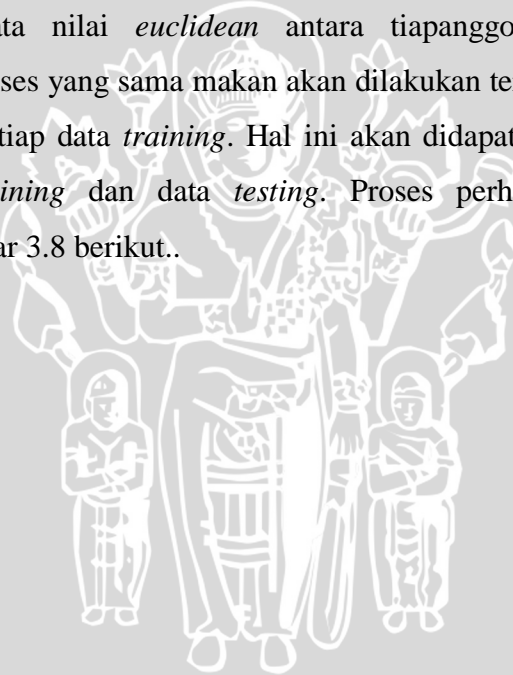 ta nilai euclidean antara tiapanggo
ses yang sama makan akan dilakukan te
tiap data training. Hal ini akan didapat
ining dan data testing. Proses perh
ar 3.8 berikut..